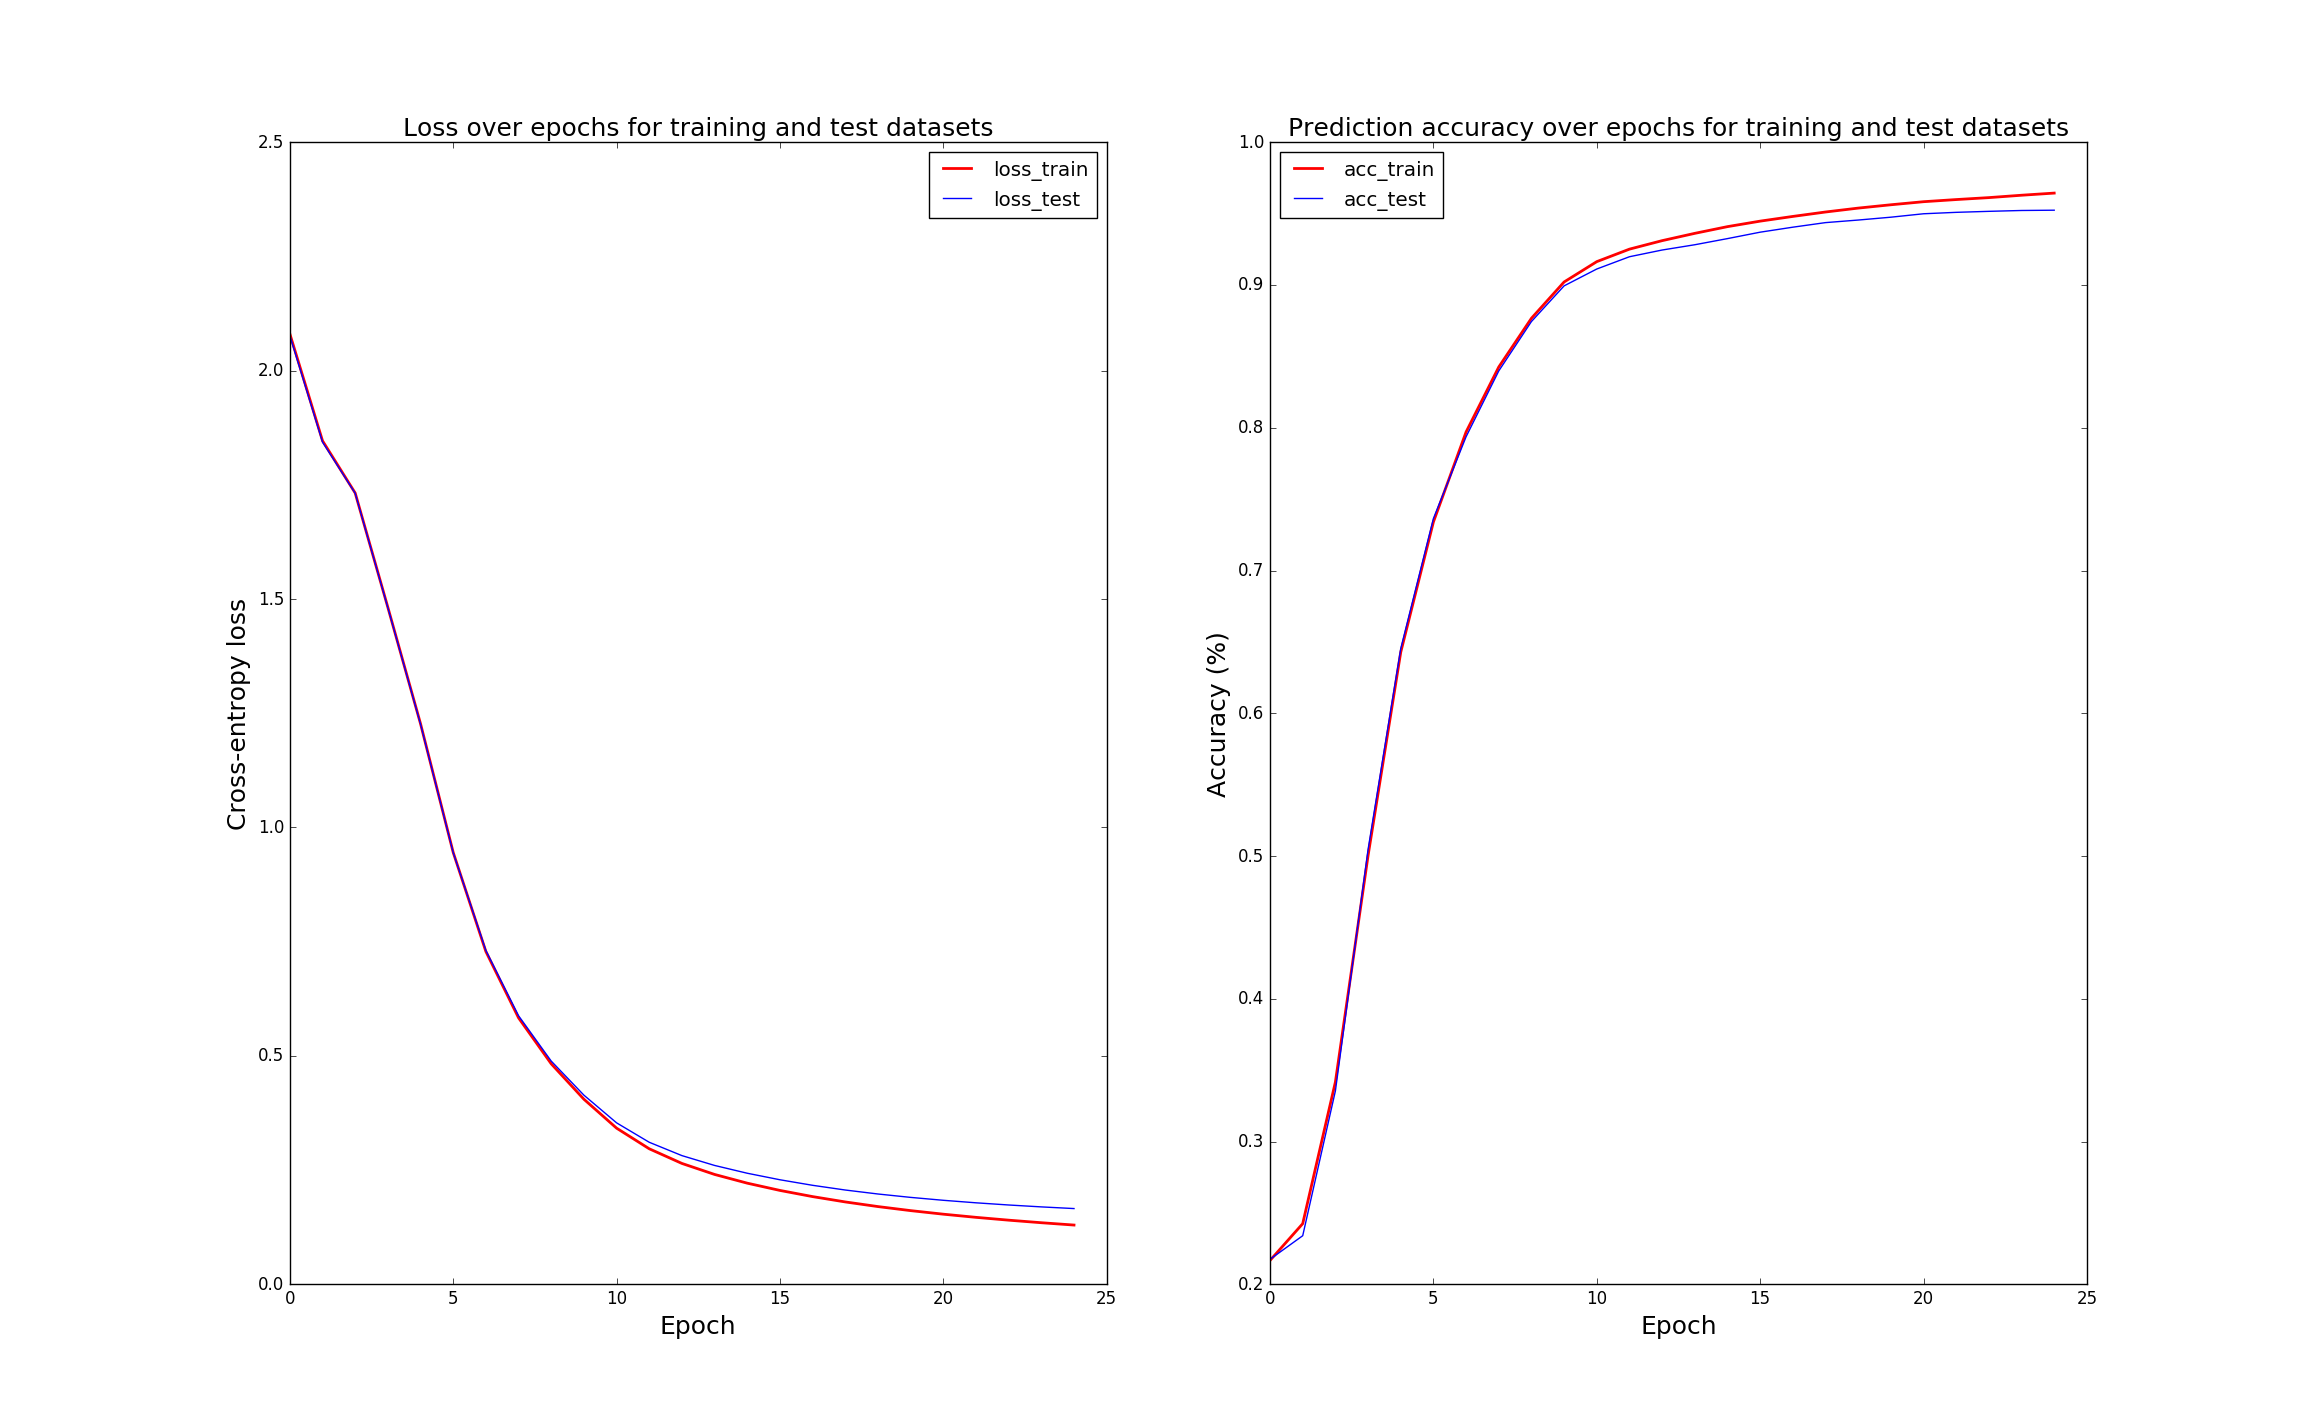 Loss over epochs for training and test datasets
2.5
2.0
1.5
1.0
0.5
0.0
Cross-entropy loss
loss_train
loss_test
0 5 10 15 20 25
Epoch
Prediction accuracy over epochs for training and test datasets
1.0
0.9
0.8
0.7
0.6
0.5
0.4
0.3
0.2
Accuracy (%)
acc_train
acc_test
0 5 10 15 20 25
Epoch